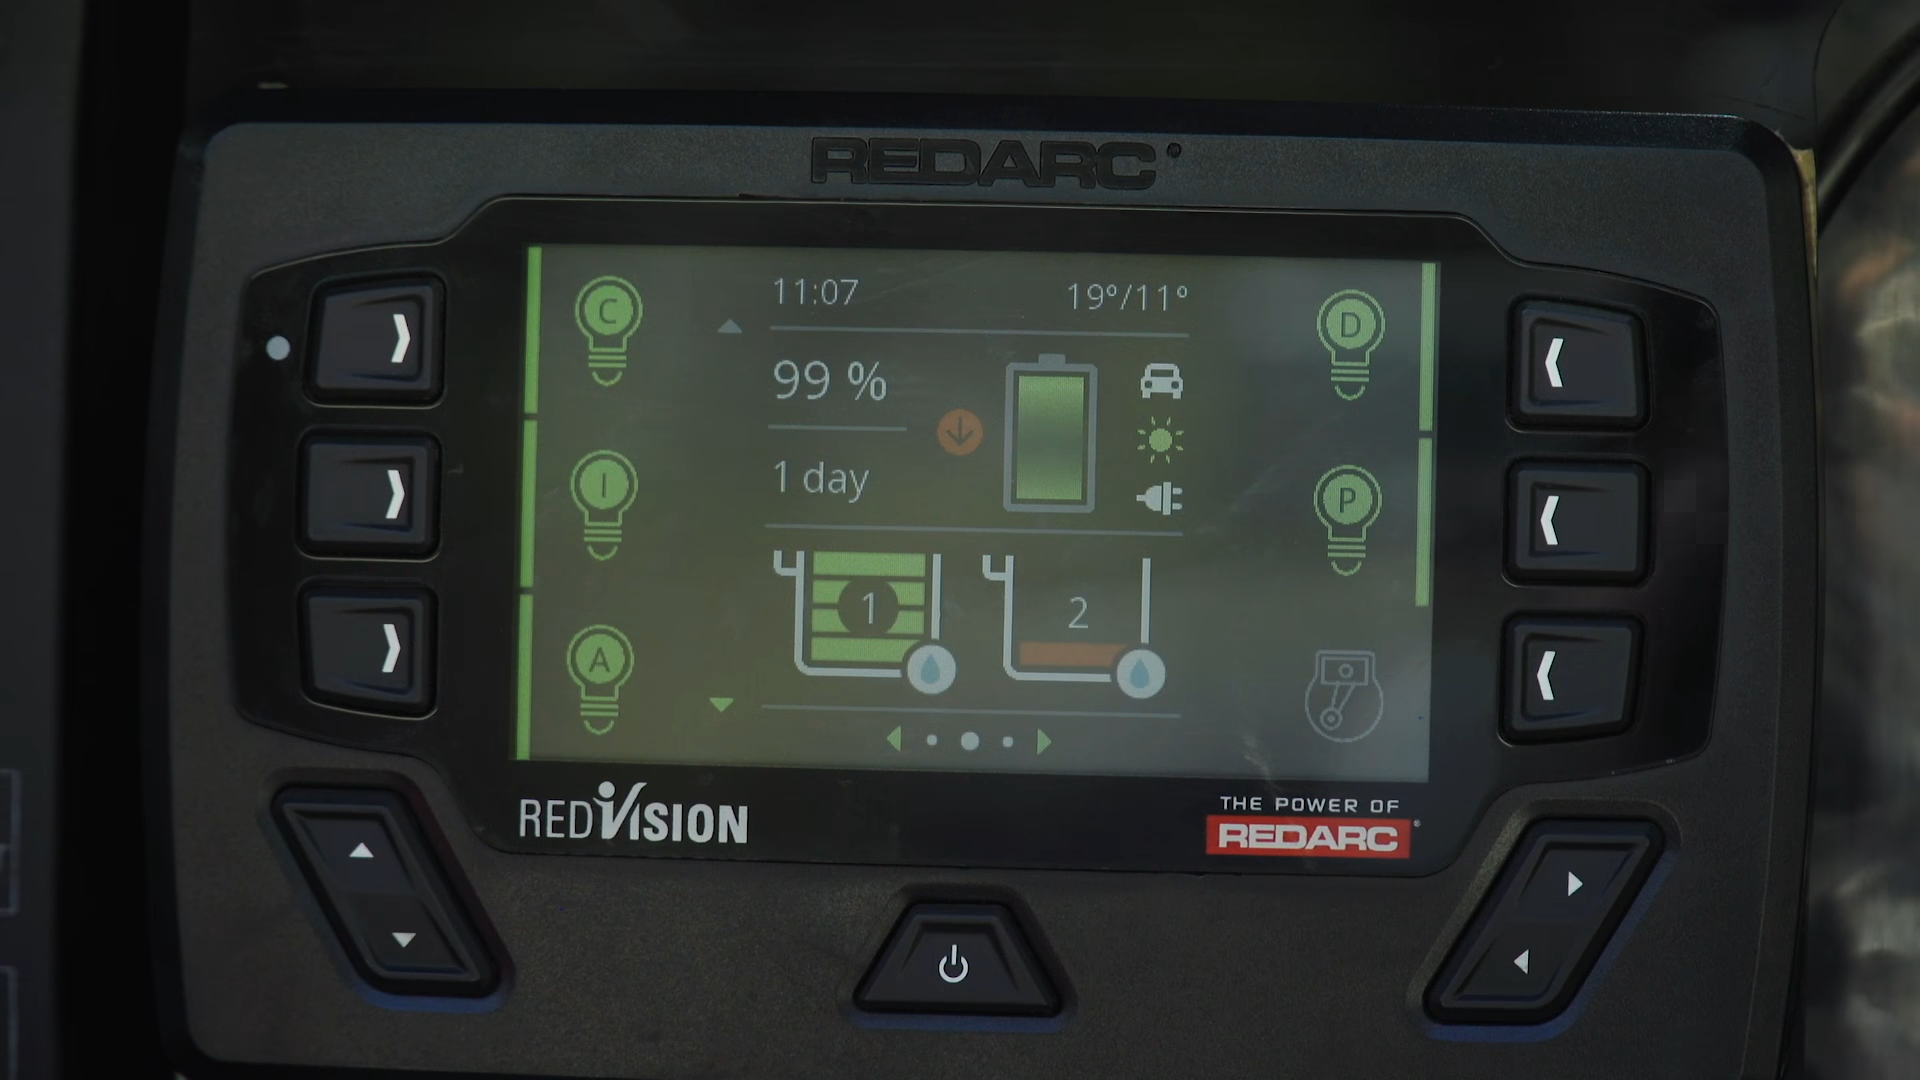 REDARC
11:07 19°/11°
99 %
1 day
C
I
A
D
P
1
2
REDVISION
THE POWER OF
REDARC